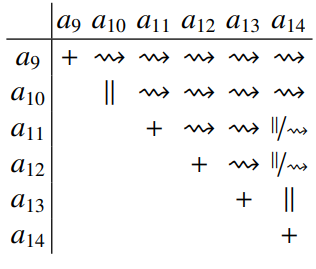 a₉ a₁₀ a₁₁ a₁₂ a₁₃ a₁₄
a₉ + ⇝ ⇝ ⇝ ⇝ ⇝
a₁₀ ∥ ⇝ ⇝ ⇝ ⇝
a₁₁ + ⇝ ⇝ ∥/⇝
a₁₂ + ⇝ ∥/⇝
a₁₃ + ∥
a₁₄ +